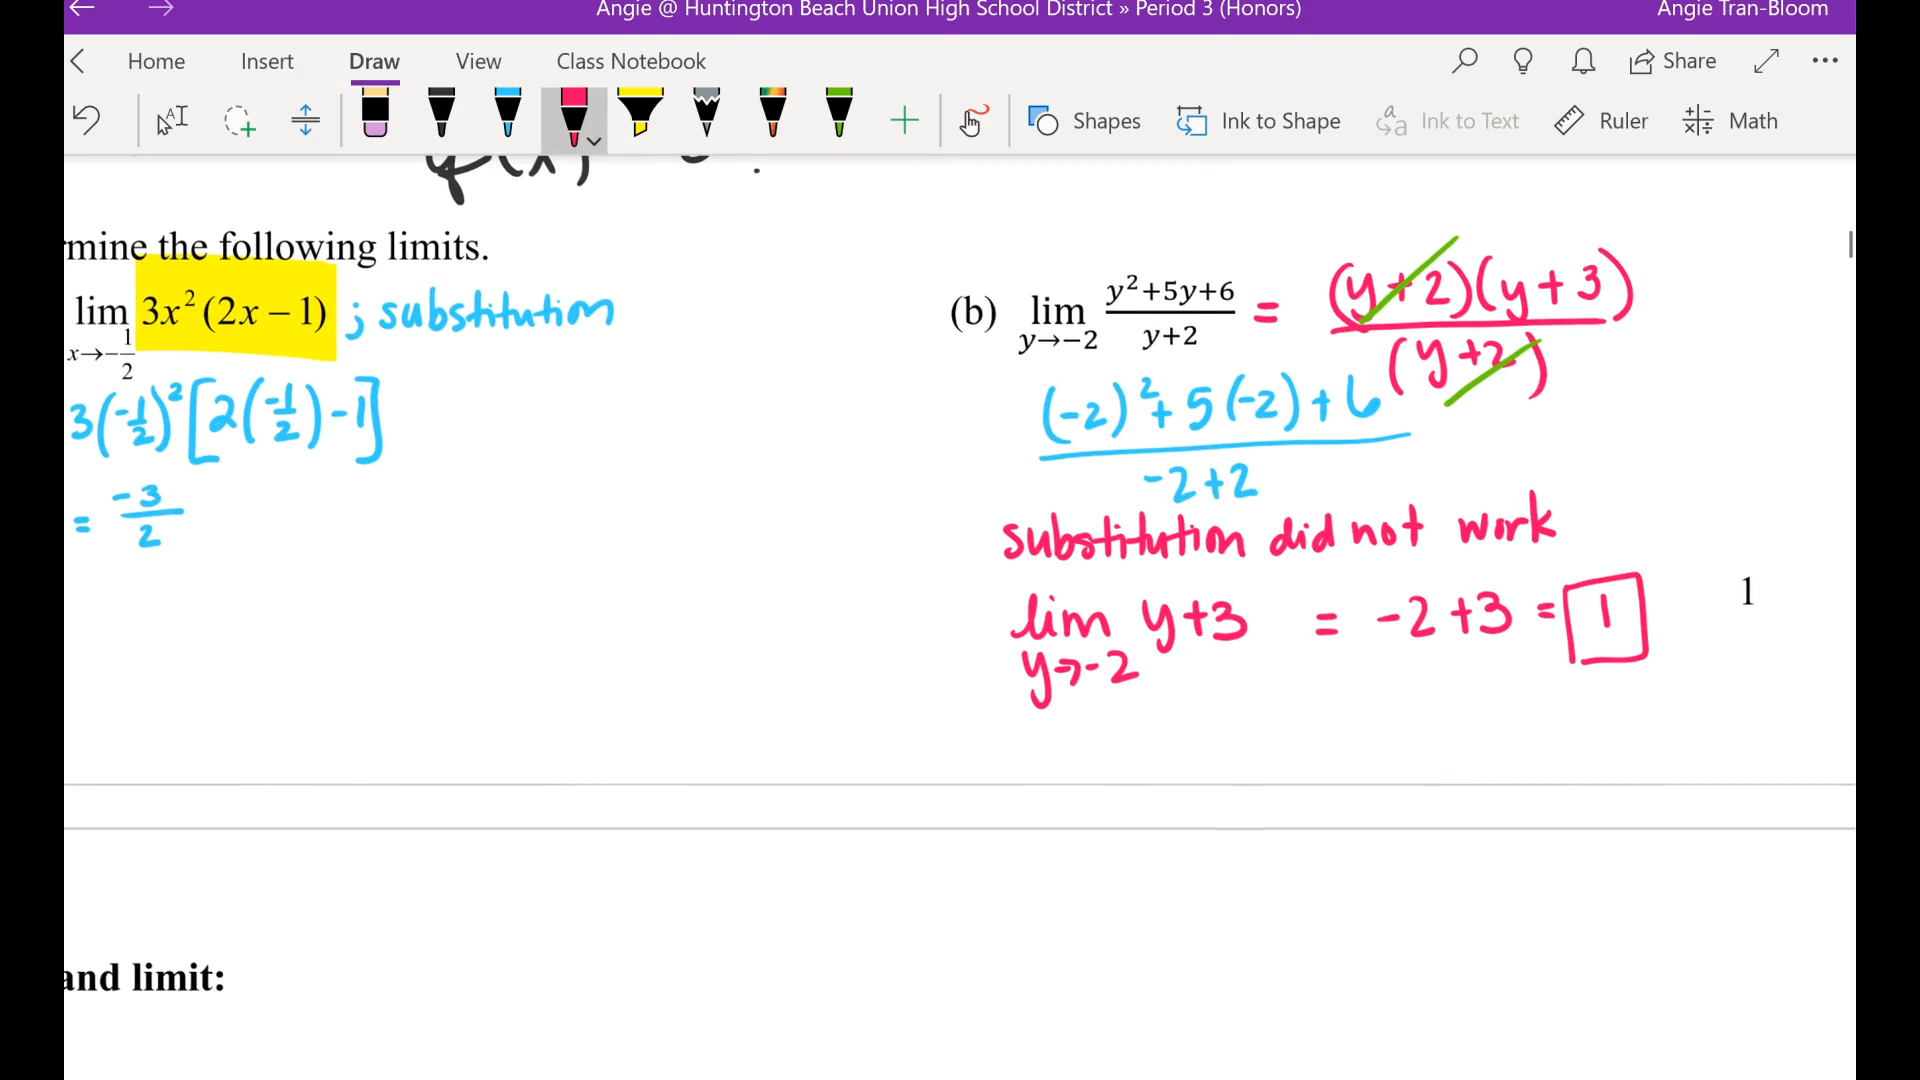 Angie @ Huntington Beach Union High School District » Period 3 (Honors) Angie Tran-Bloom
Home Insert Draw View Class Notebook Share
Shapes Ink to Shape Ink to Text Ruler Math
mine the following limits.
lim x→-1/2 3x²(2x – 1) ; substitution
3(-1/2)²[2(-1/2)-1]
= -3/2
(b) lim y→−2 (y²+5y+6)/(y+2) = (y+2)(y+3)/(y+2)
((-2)²+5(-2)+6)/(-2+2)
substitution did not work
lim y→-2 y+3 = -2+3 = 1
1
and limit: